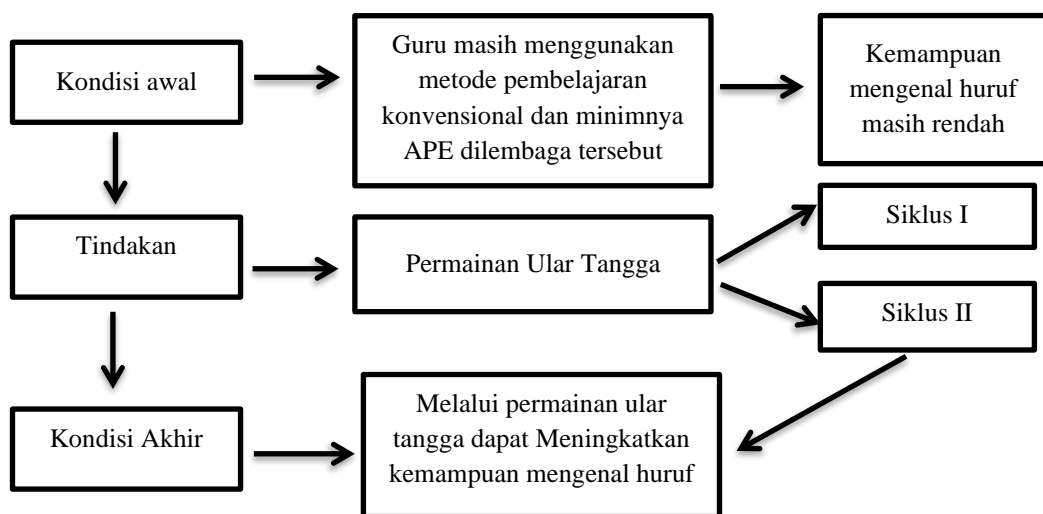 Kondisi awal
Guru masih menggunakan
metode pembelajaran
konvensional dan minimnya
APE dilembaga tersebut
Kemampuan
mengenal huruf
masih rendah
Tindakan
Permainan Ular Tangga
Siklus I
Siklus II
Kondisi Akhir
Melalui permainan ular
tangga dapat Meningkatkan
kemampuan mengenal huruf